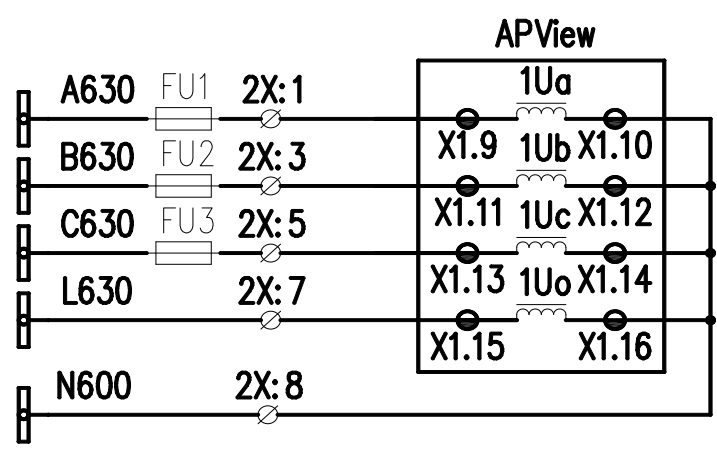 APView
A630 FU1 2X:1 1Ua
X1.9 X1.10
B630 FU2 2X:3 1Ub
X1.11 X1.12
C630 FU3 2X:5 1Uc
X1.13 X1.14
L630 2X:7 1Uo
X1.15 X1.16
N600 2X:8